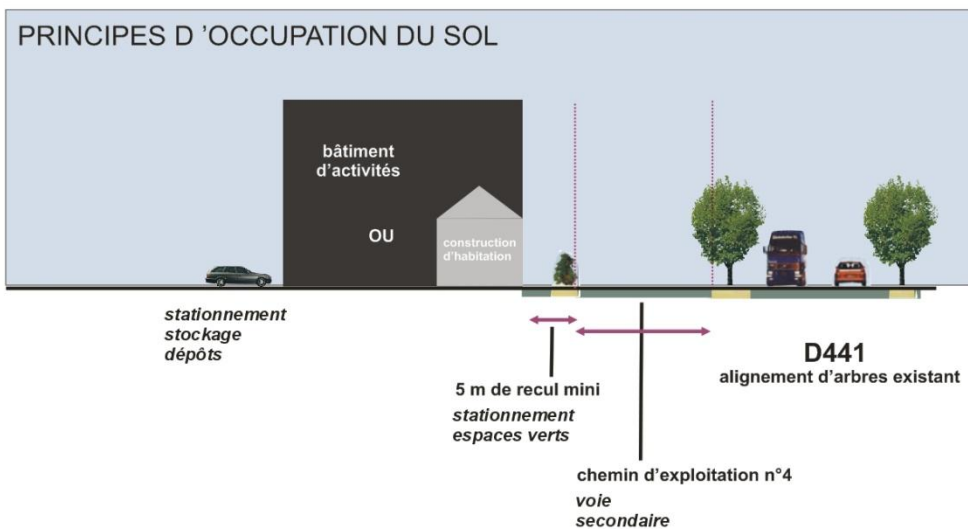 PRINCIPES D 'OCCUPATION DU SOL
bâtiment
d'activités
OU
construction
d'habitation
stationnement
stockage
dépôts
5 m de recul mini
stationnement
espaces verts
D441
alignement d'arbres existant
chemin d'exploitation n°4
voie
secondaire